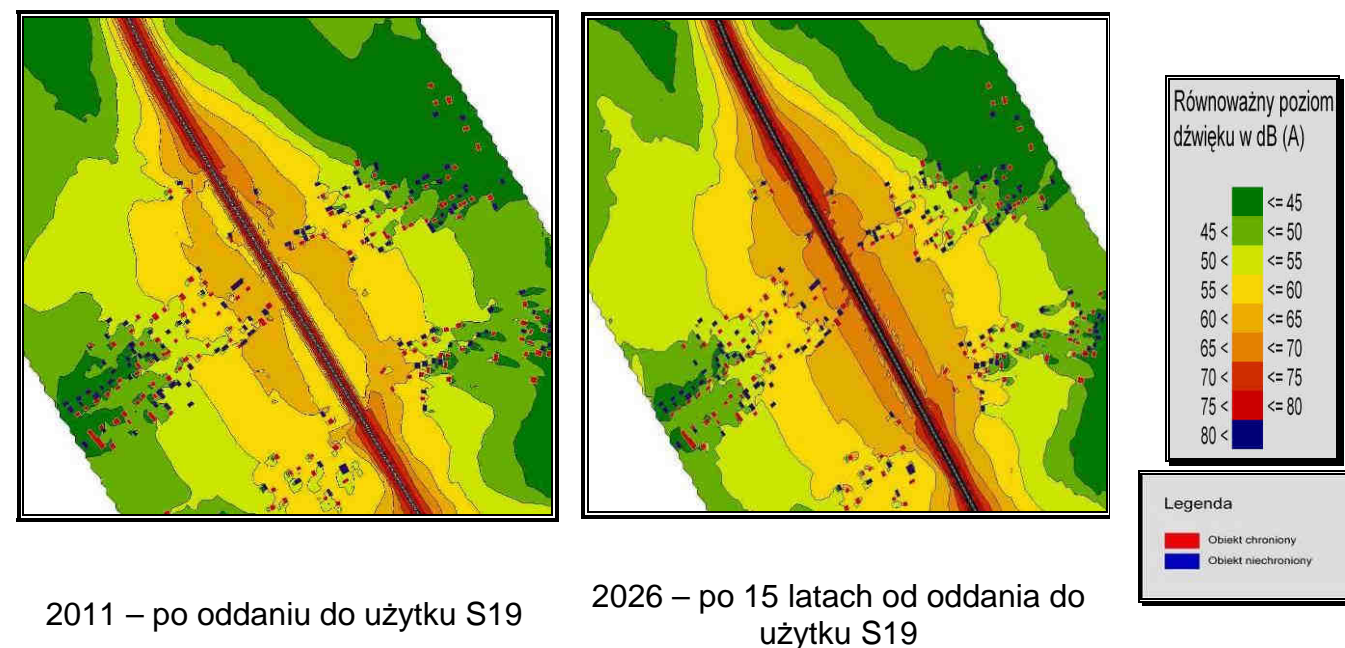 Równoważny poziom
dźwięku w dB (A)
<= 45
45 < <= 50
50 < <= 55
55 < <= 60
60 < <= 65
65 < <= 70
70 < <= 75
75 < <= 80
80 <
Legenda
Obiekt chroniony
Obiekt niechroniony
2011 – po oddaniu do użytku S19
2026 – po 15 latach od oddania do
użytku S19